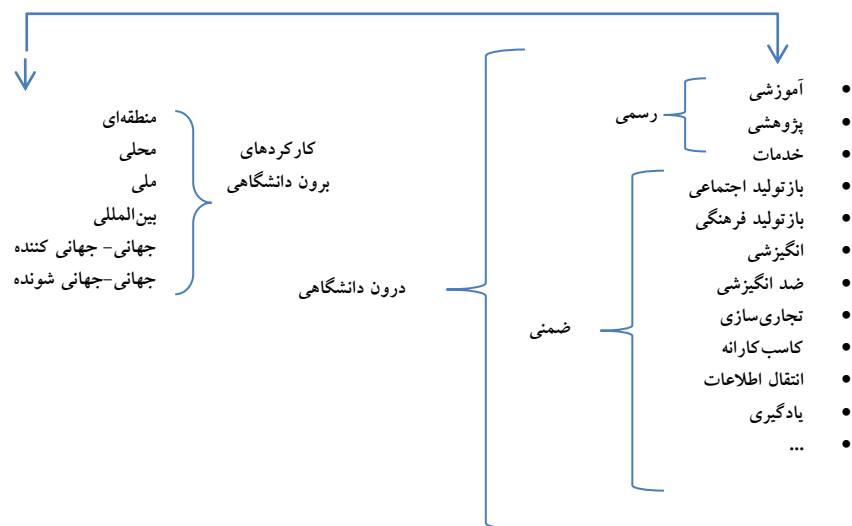 آموزشی
پژوهشی
خدمات
رسمی
بازتولید اجتماعی
بازتولید فرهنگی
انگیزشی
ضد انگیزشی
تجاری‌سازی
کاسب‌کارانه
انتقال اطلاعات
یادگیری
...
ضمنی
درون دانشگاهی
کارکردهای
برون دانشگاهی
منطقه‌ای
محلی
ملی
بین‌المللی
جهانی- جهانی کننده
جهانی-جهانی شونده